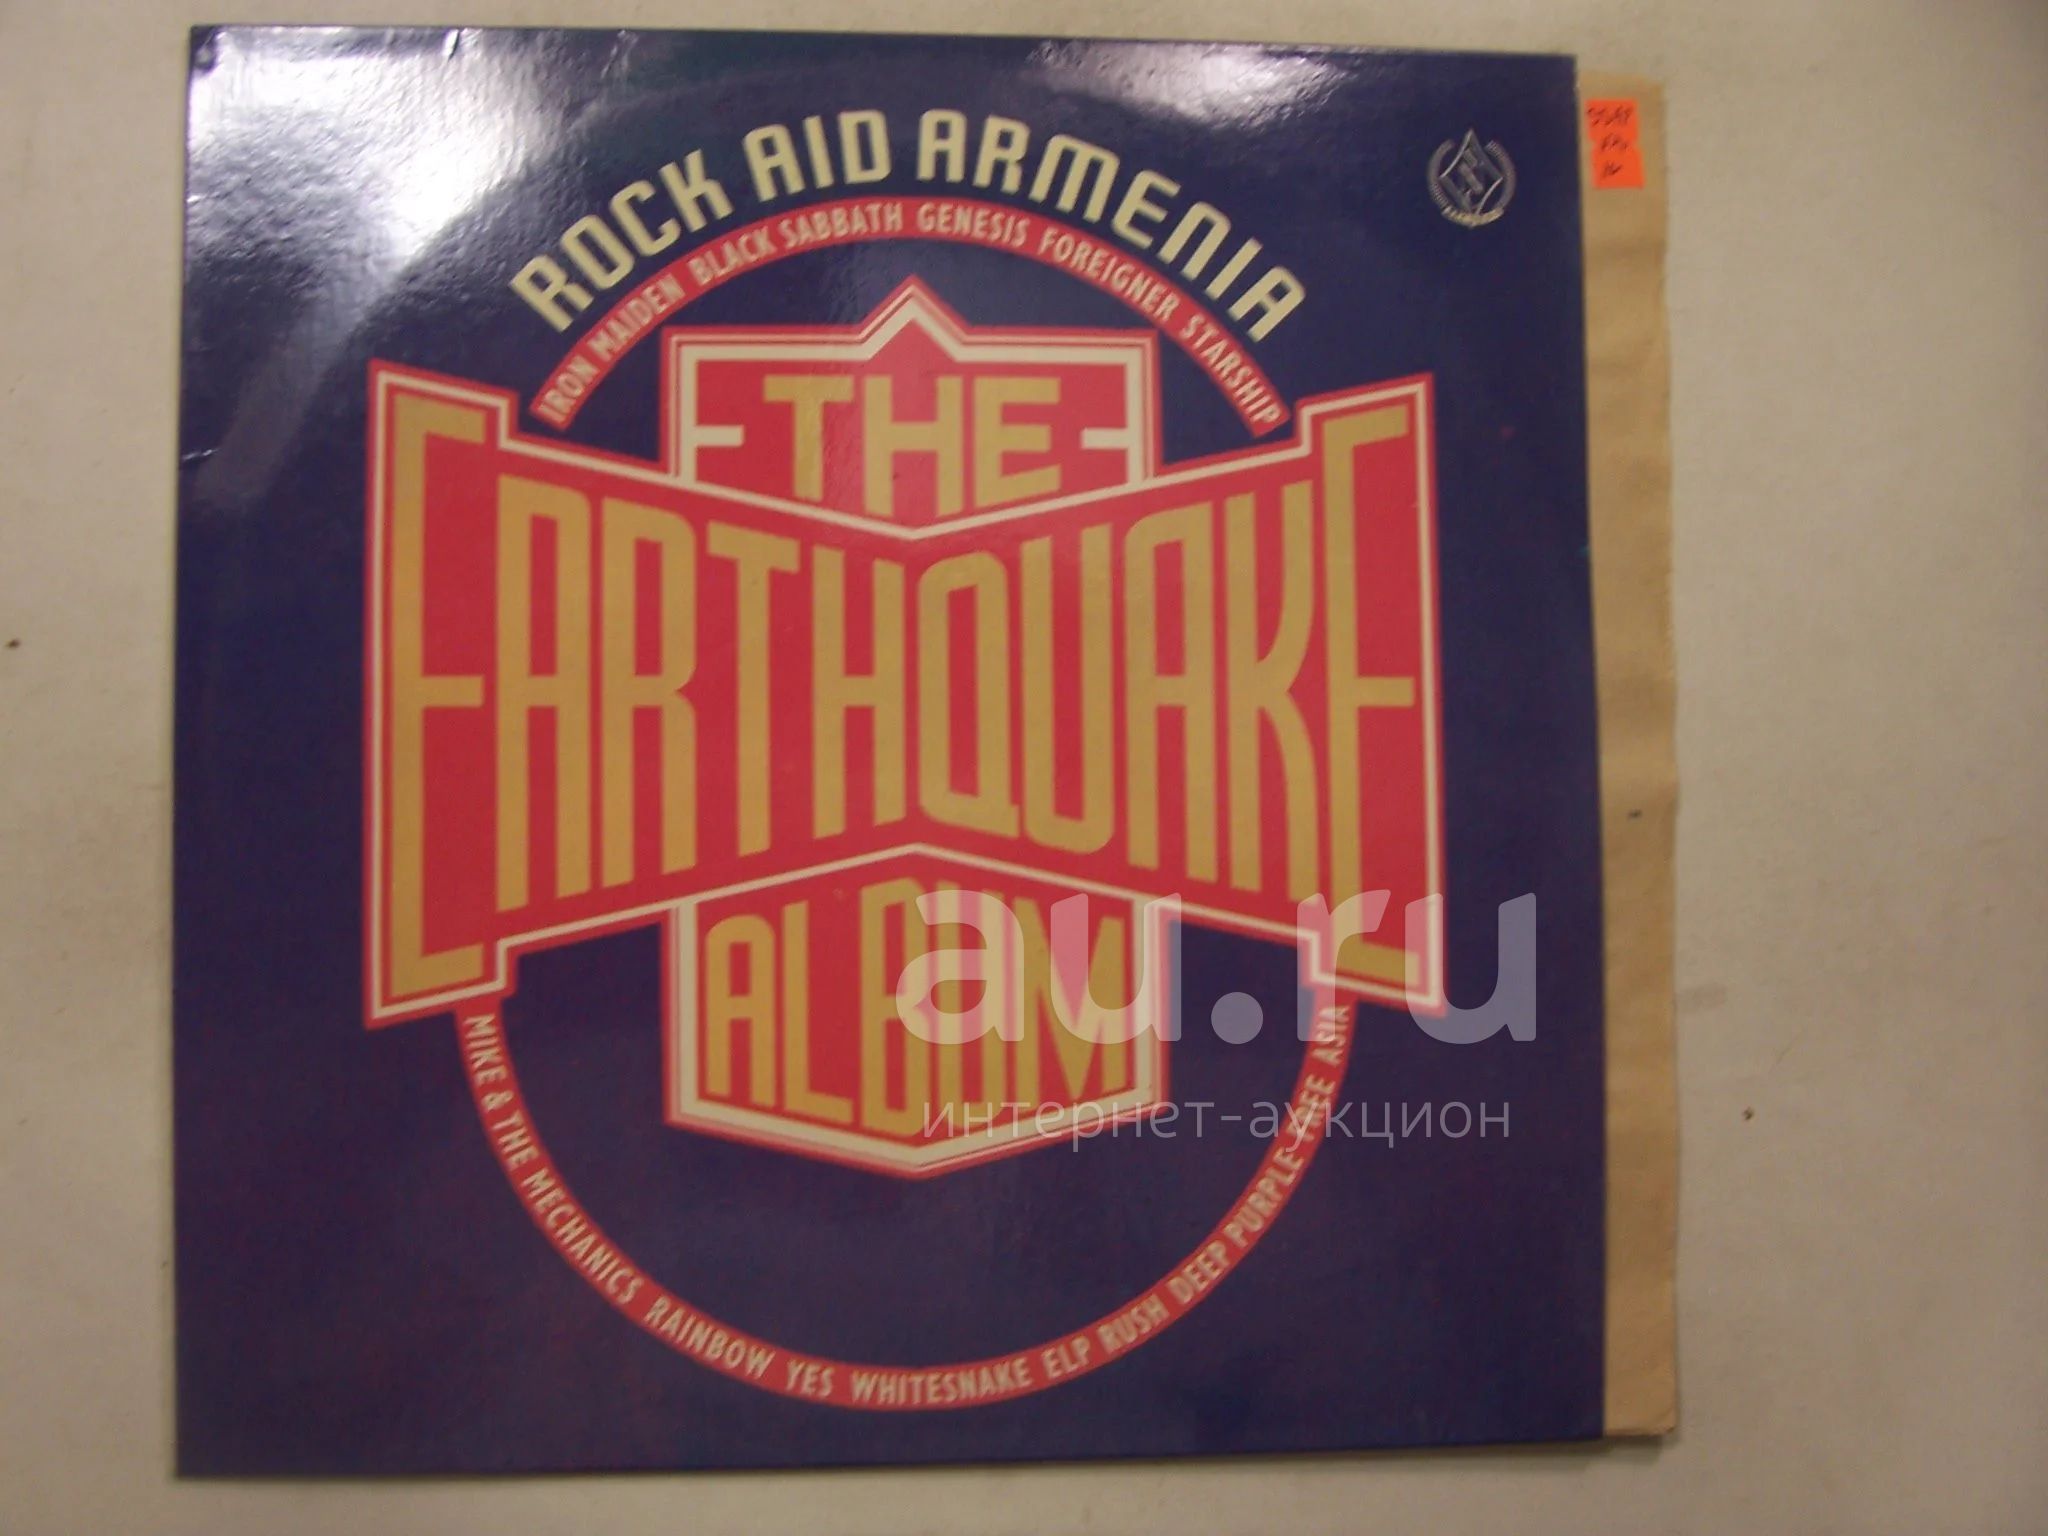 ROCK AID ARMENIA
IRON MAIDEN BLACK SABBATH GENESIS FOREIGNER STARSHIP
THE
EARTHQUAKE
ALBUM
MIKE & THE MECHANICS RAINBOW YES WHITESNAKE ELP RUSH DEEP PURPLE FREE ASIA
au.ru
интернет-аукцион